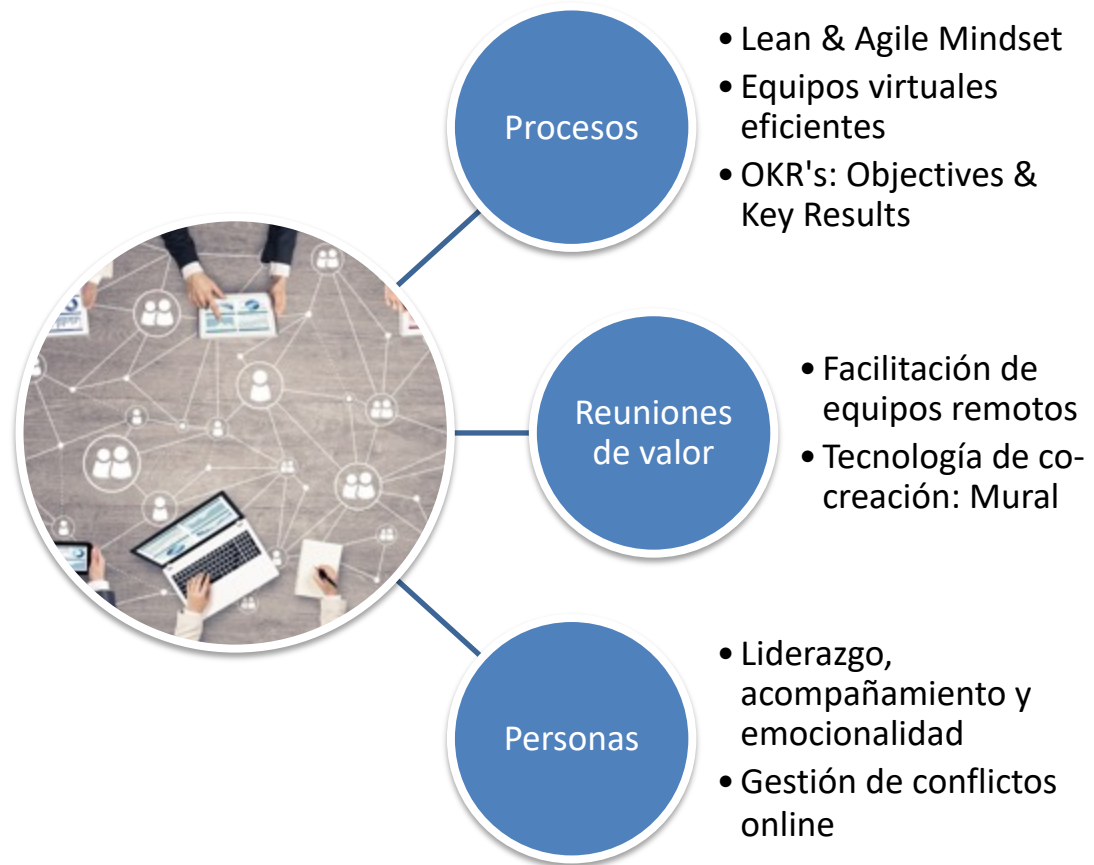 Procesos
• Lean & Agile Mindset
• Equipos virtuales
eficientes
• OKR's: Objectives &
Key Results
Reuniones
de valor
• Facilitación de
equipos remotos
• Tecnología de co-
creación: Mural
Personas
• Liderazgo,
acompañamiento y
emocionalidad
• Gestión de conflictos
online